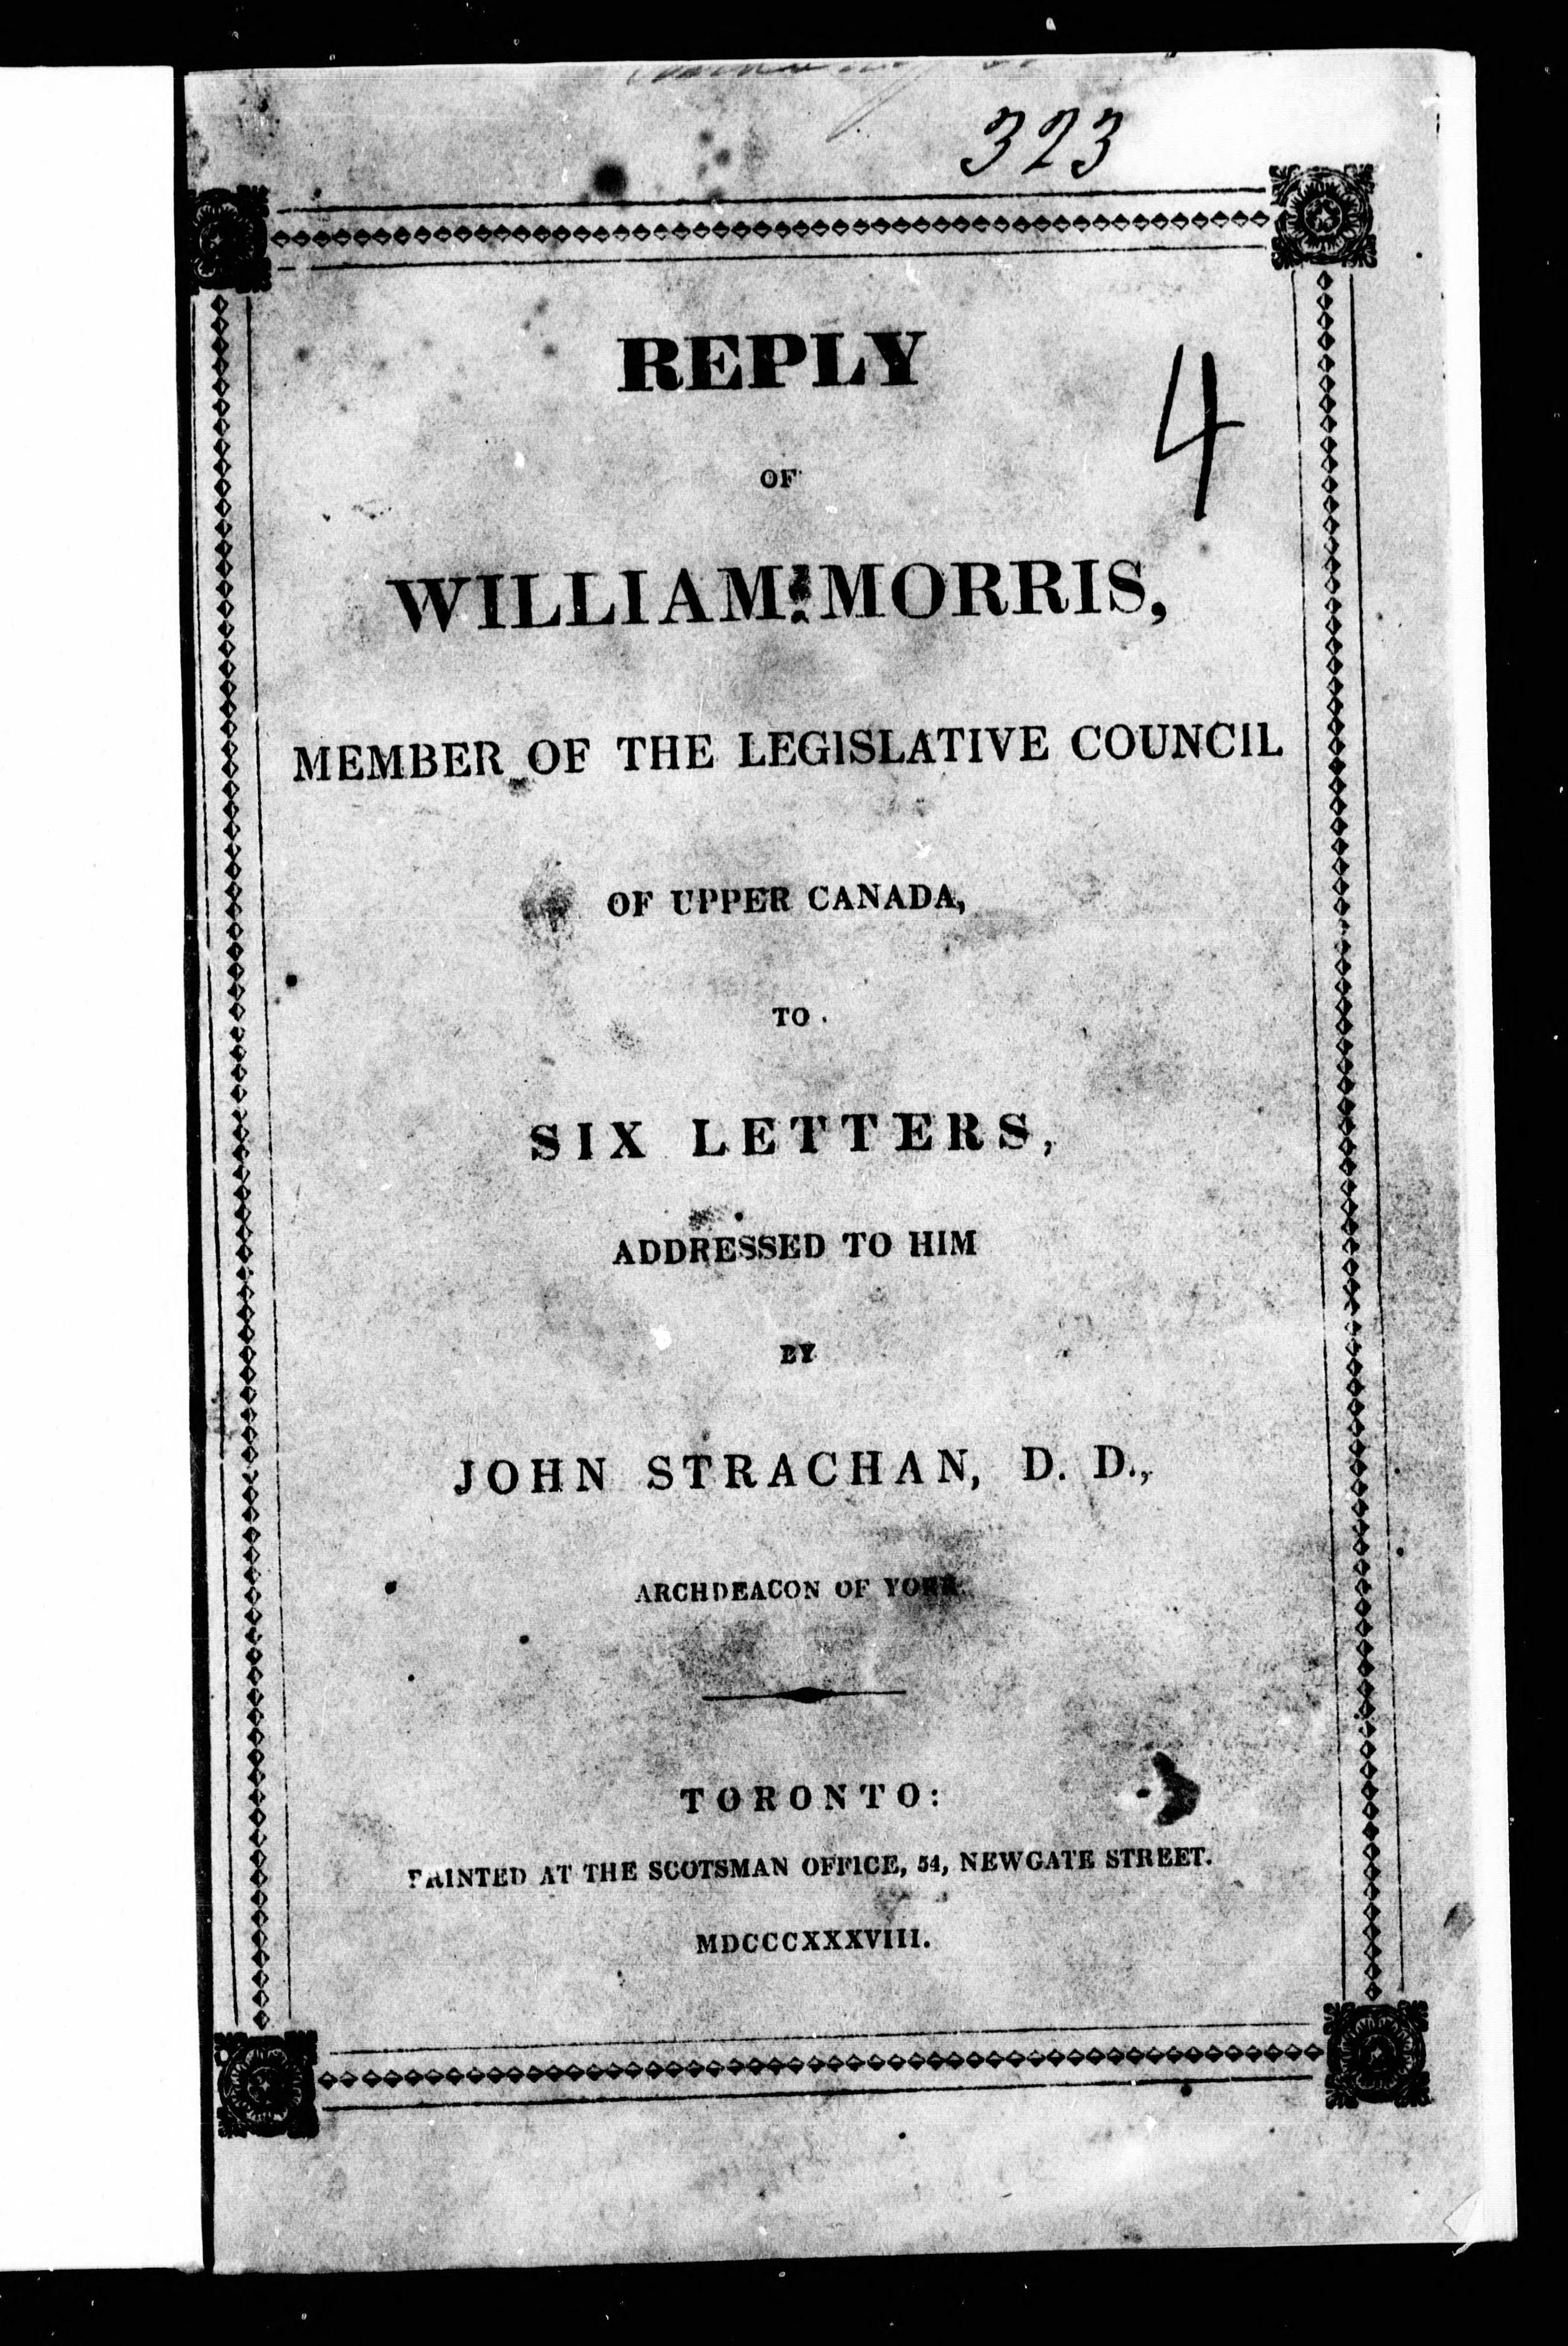 323
REPLY
4
OF
WILLIAM MORRIS,
MEMBER OF THE LEGISLATIVE COUNCIL
OF UPPER CANADA,
TO
SIX LETTERS,
ADDRESSED TO HIM
BY
JOHN STRACHAN, D. D.,
ARCHDEACON OF YORK.
TORONTO:
PRINTED AT THE SCOTSMAN OFFICE, 54, NEWGATE STREET.
MDCCCXXXVIII.